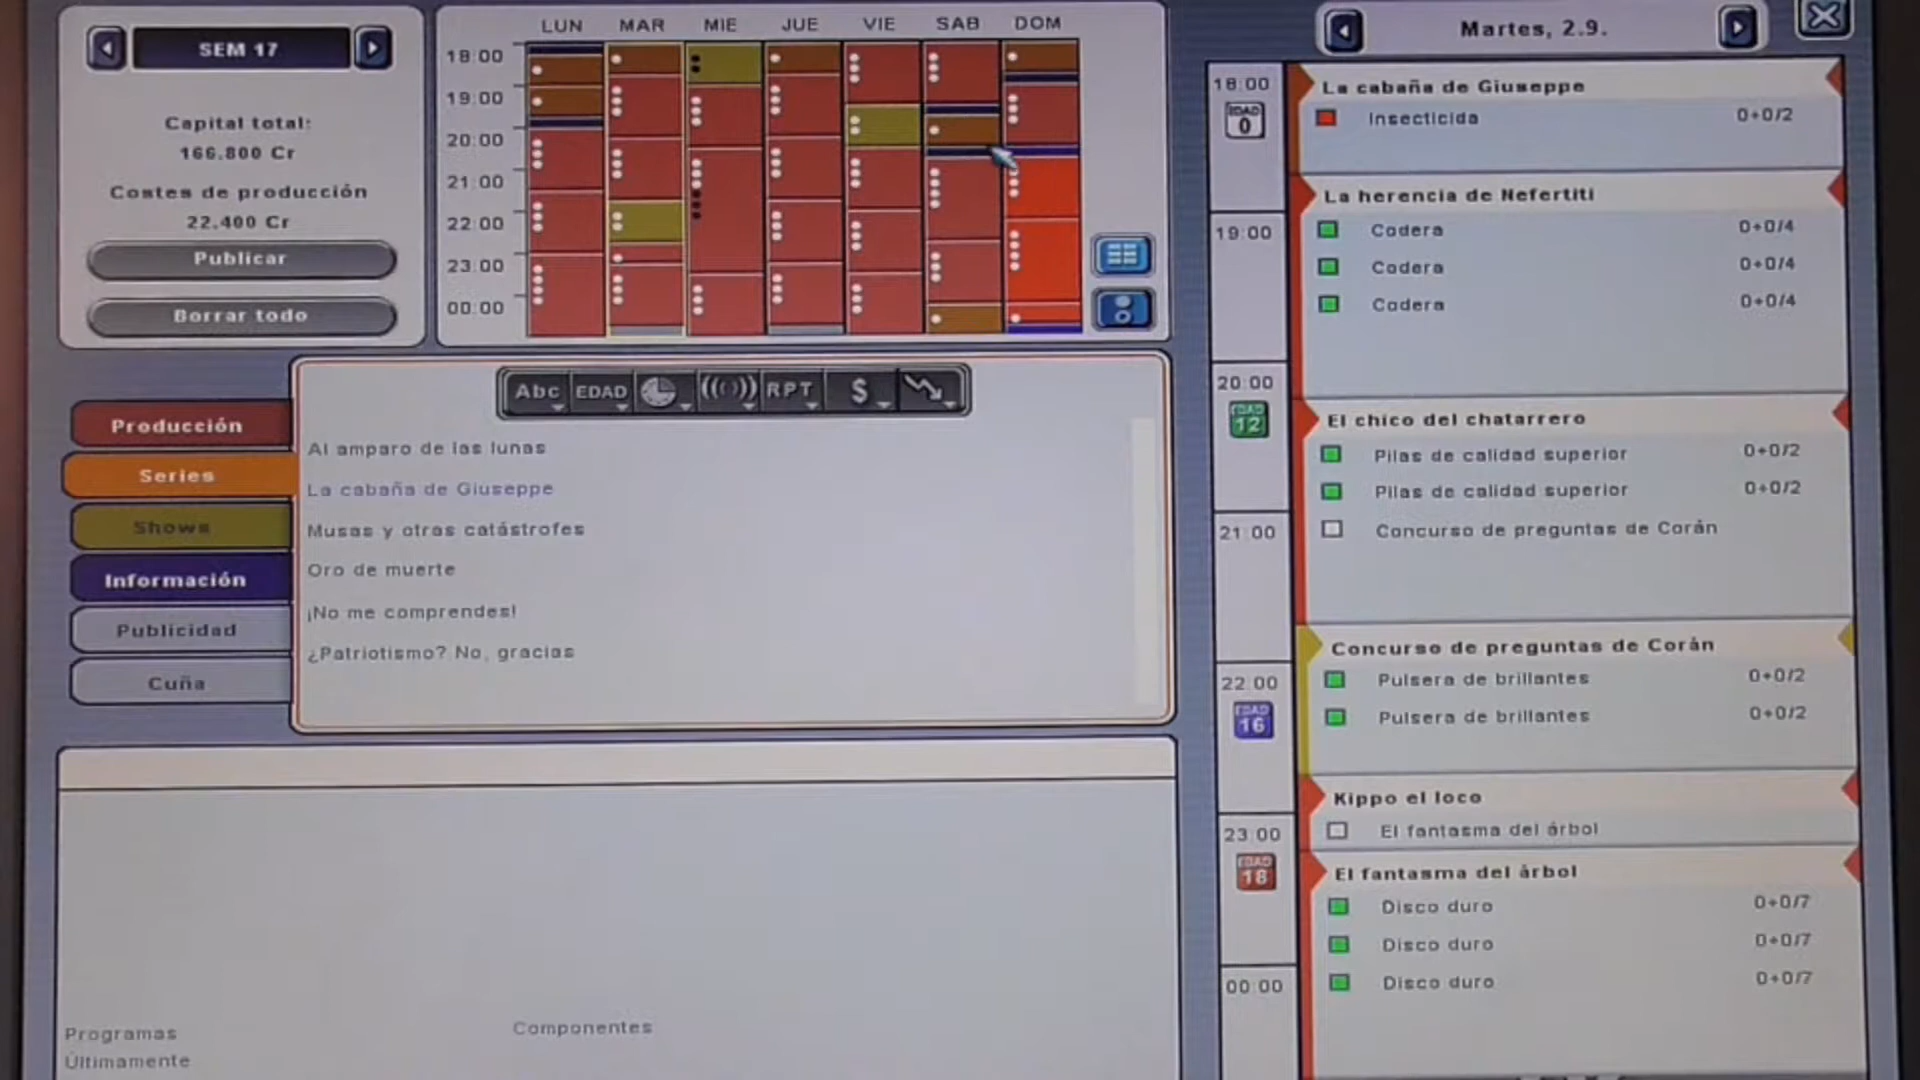 SEM 17
Capital total:
166.800 Cr
Costes de producción
22.400 Cr
Publicar
Borrar todo
LUN MAR MIE JUE VIE SAB DOM
18:00
19:00
20:00
21:00
22:00
23:00
00:00
Martes, 2.9.
Producción
Series
Shows
Información
Publicidad
Cuña
Abc EDAD RPT $
Al amparo de las lunas
La cabaña de Giuseppe
Musas y otras catástrofes
Oro de muerte
¡No me comprendes!
¿Patriotismo? No, gracias
Programas
Componentes
Últimamente
18:00
EDAD
0
19:00
20:00
EDAD
12
21:00
22:00
EDAD
16
23:00
EDAD
18
00:00
La cabaña de Giuseppe
Insecticida 0+0/2
La herencia de Nefertiti
Codera 0+0/4
Codera 0+0/4
Codera 0+0/4
El chico del chatarrero
Pilas de calidad superior 0+0/2
Pilas de calidad superior 0+0/2
Concurso de preguntas de Corán
Concurso de preguntas de Corán
Pulsera de brillantes 0+0/2
Pulsera de brillantes 0+0/2
Kippo el loco
El fantasma del árbol
El fantasma del árbol
Disco duro 0+0/7
Disco duro 0+0/7
Disco duro 0+0/7